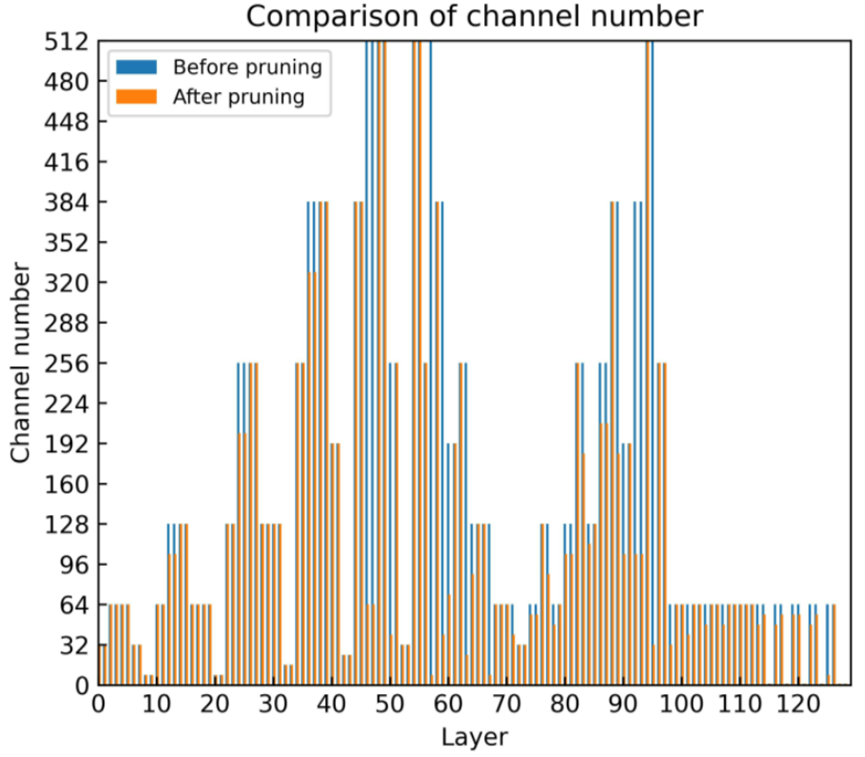 Comparison of channel number
Before pruning
After pruning
512
480
448
416
384
352
320
288
256
224
192
160
128
96
64
32
0
Channel number
0 10 20 30 40 50 60 70 80 90 100 110 120
Layer